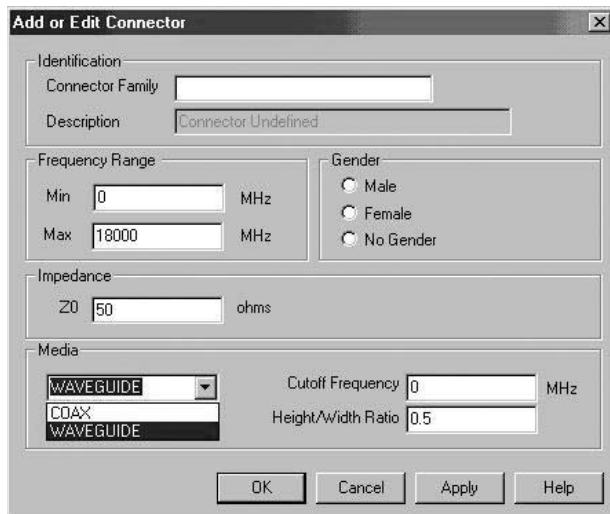 Add or Edit Connector
Identification
Connector Family
Description Connector Undefined
Frequency Range
Min 0 MHz
Max 18000 MHz
Gender
Male
Female
No Gender
Impedance
Z0 50 ohms
Media
WAVEGUIDE
COAX
WAVEGUIDE
Cutoff Frequency 0 MHz
Height/Width Ratio 0.5
OK Cancel Apply Help